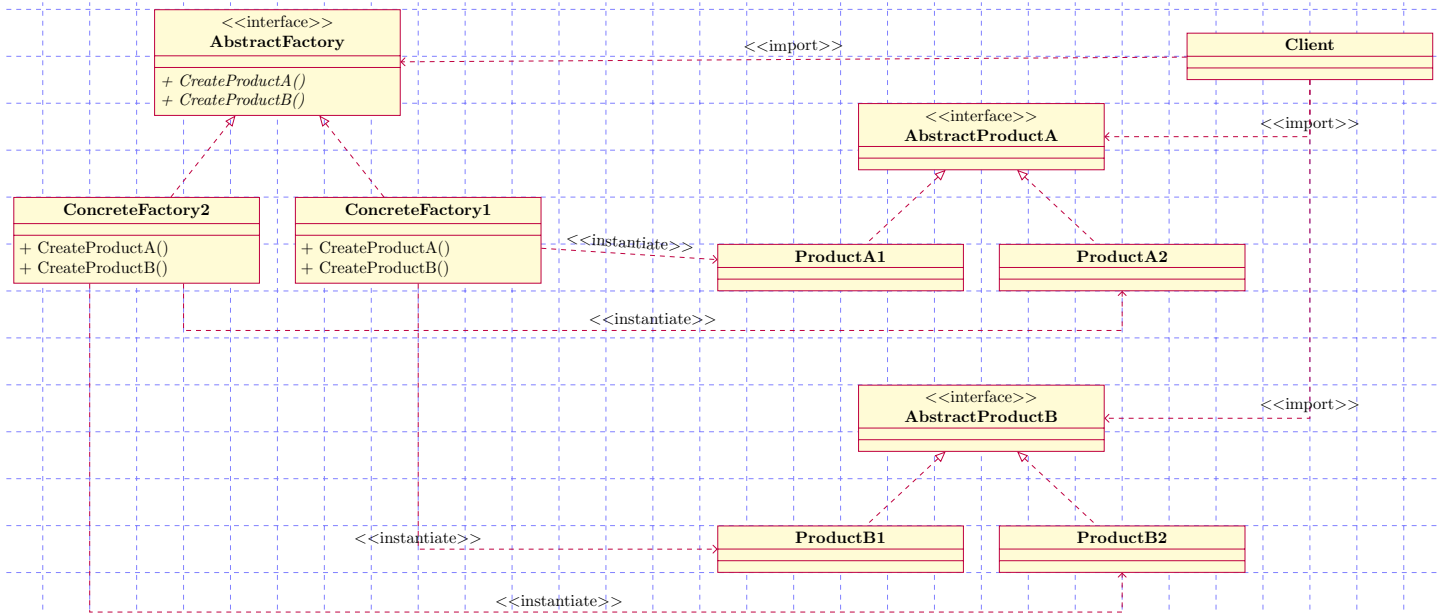 <<interface>>
AbstractFactory
+ CreateProductA()
+ CreateProductB()
<<import>>
Client
<<interface>>
AbstractProductA
<<import>>
ConcreteFactory2
+ CreateProductA()
+ CreateProductB()
ConcreteFactory1
+ CreateProductA()
+ CreateProductB()
<<instantiate>>
ProductA1
ProductA2
<<instantiate>>
<<interface>>
AbstractProductB
<<import>>
<<instantiate>>
ProductB1
ProductB2
<<instantiate>>